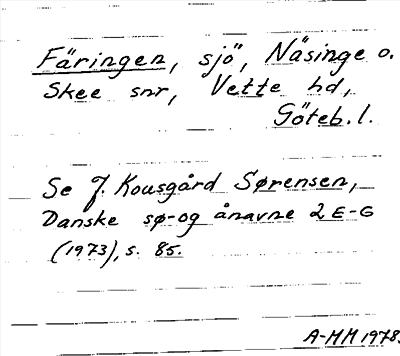 Färingen, sjö, Näsinge o.
Skee snr, Vette hd,
Göteb. l.
Se J. Kousgård Sørensen,
Danske sø- og ånavne 2 E-G
(1973), s. 85.
A-MM 1978.